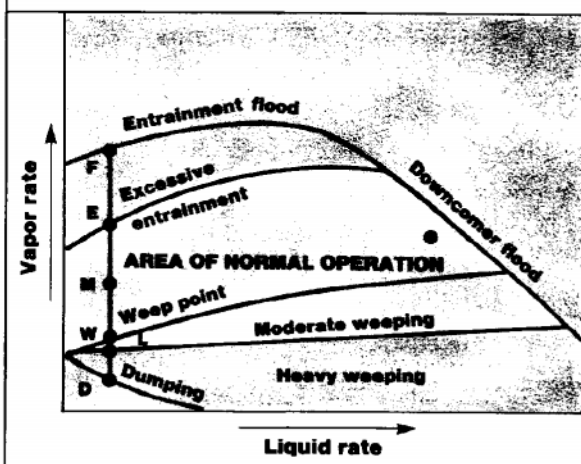 Entrainment flood
F
Excessive
entrainment
E
Downcomer flood
Vapor rate
AREA OF NORMAL OPERATION
M
Weep point
W
L
Moderate weeping
D
Dumping
Heavy weeping
Liquid rate